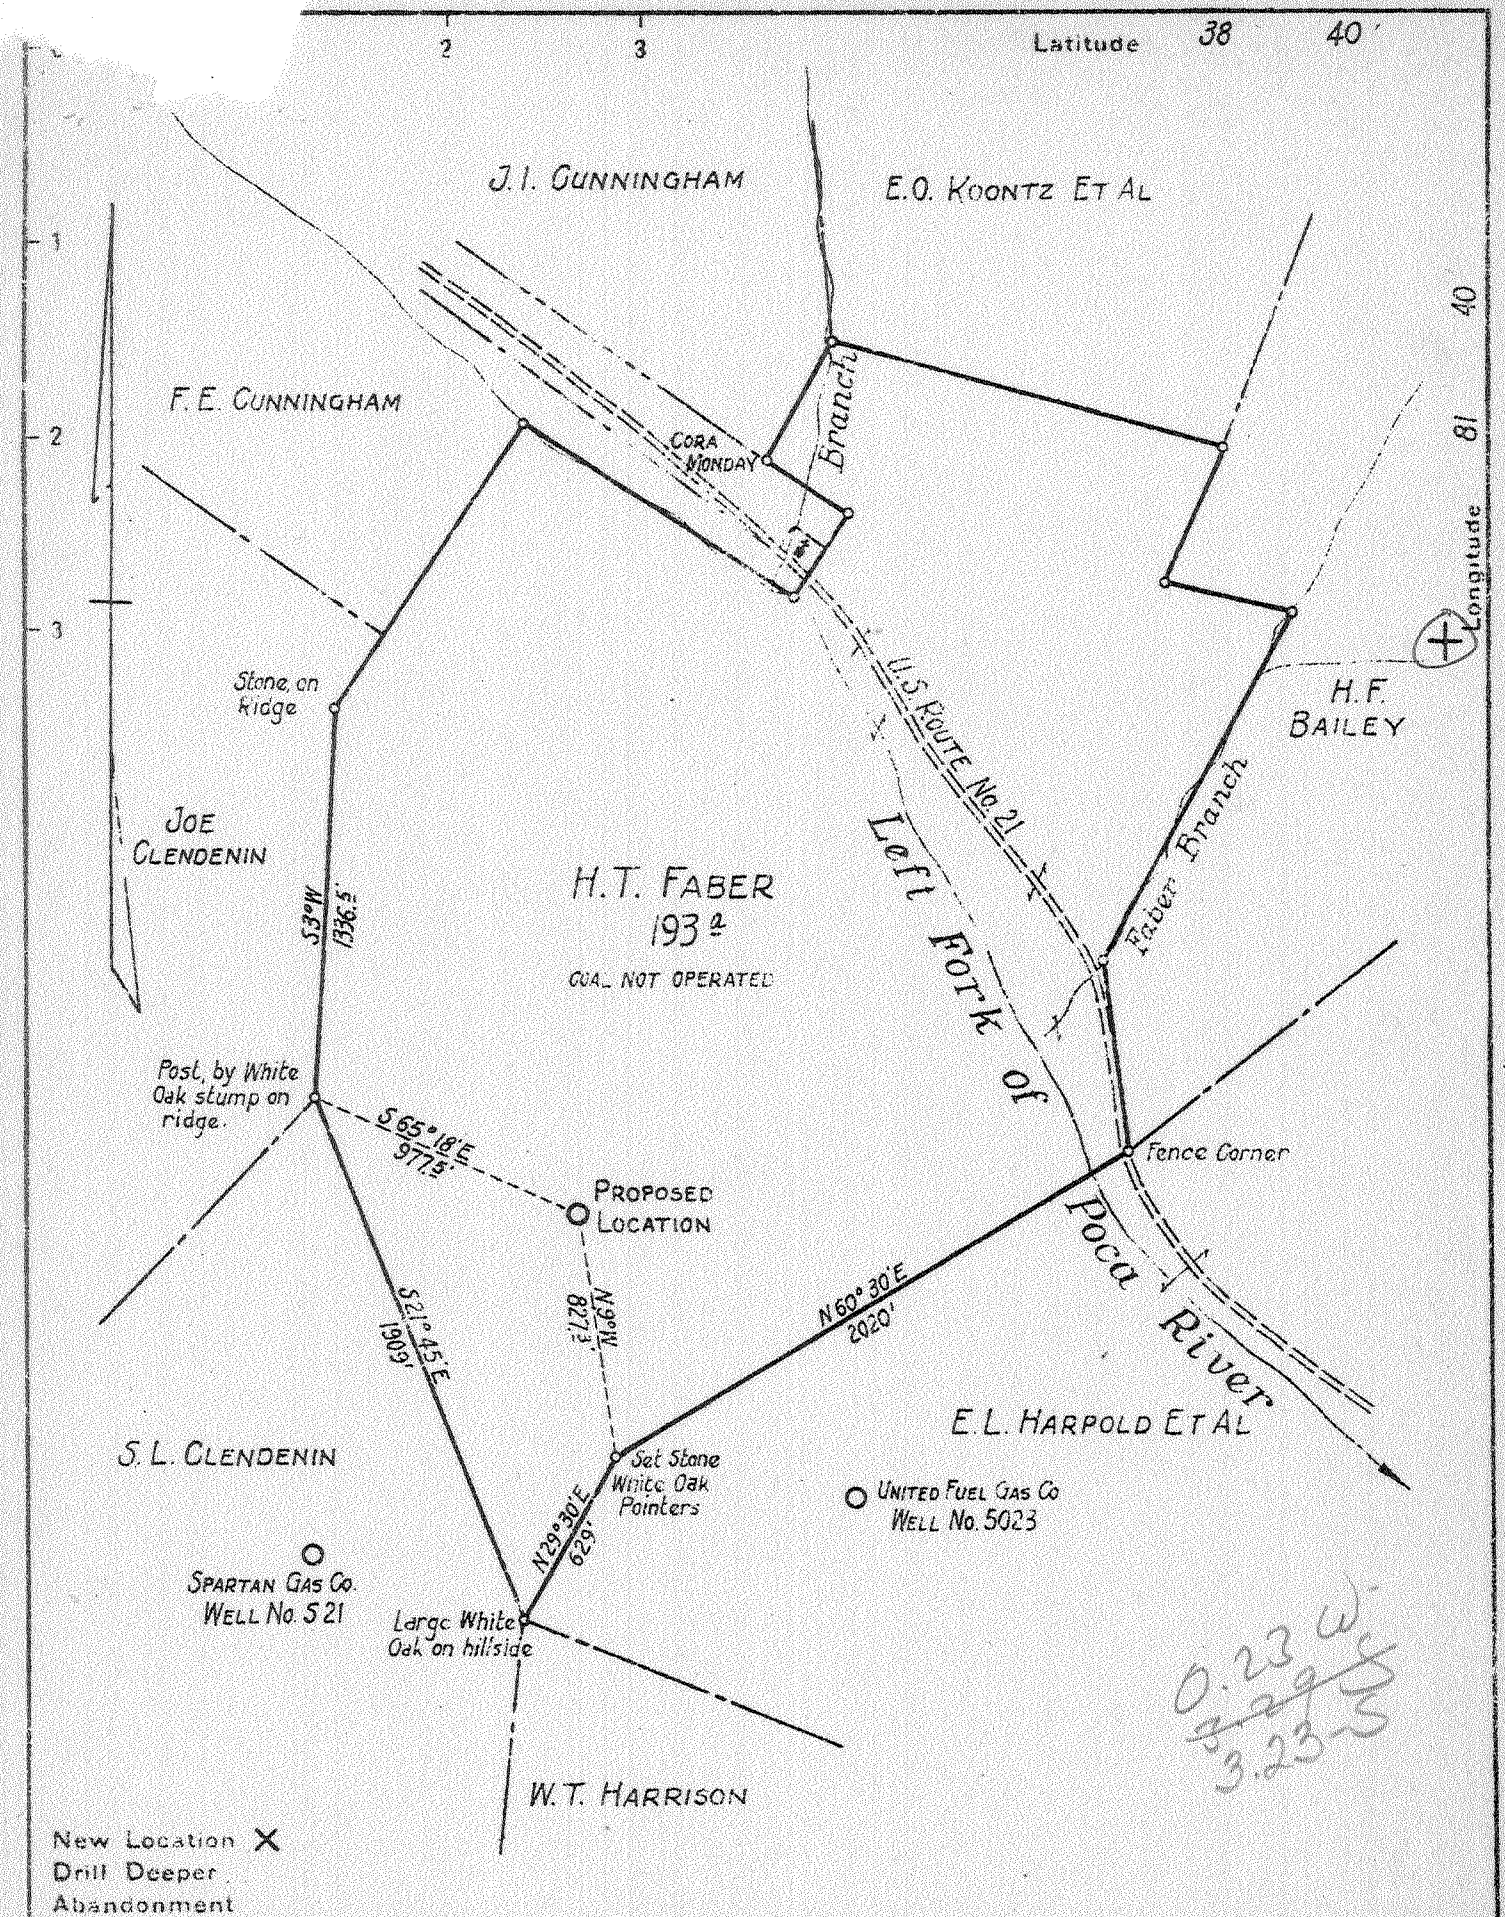 2
3
Latitude 38 40'
J. I. CUNNINGHAM
E.O. KOONTZ ET AL
1
40
81
Longitude
F. E. CUNNINGHAM
2
CORA
MONDAY
Branch
3
Stone, on
Ridge
U.S. ROUTE No. 21
H. F.
BAILEY
JOE
CLENDENIN
Left Fork of Poca River
Faber Branch
H.T. FABER
193 a
COAL NOT OPERATED
S3°W
1336.5'
Post, by White
Oak stump on
ridge.
S 65° 18' E
977.5'
Fence Corner
PROPOSED
LOCATION
N9°W
827.3'
S 21° 45' E
1909'
N 60° 30' E
2020'
E. L. HARPOLD ET AL
S. L. CLENDENIN
Set Stone
White Oak
Pointers
UNITED FUEL GAS CO
WELL No. 5023
N29°30'E
629'
SPARTAN GAS CO.
WELL No. 521
Large White
Oak on hillside
0.23 W
3.23 S
W. T. HARRISON
New Location X
Drill Deeper
Abandonment